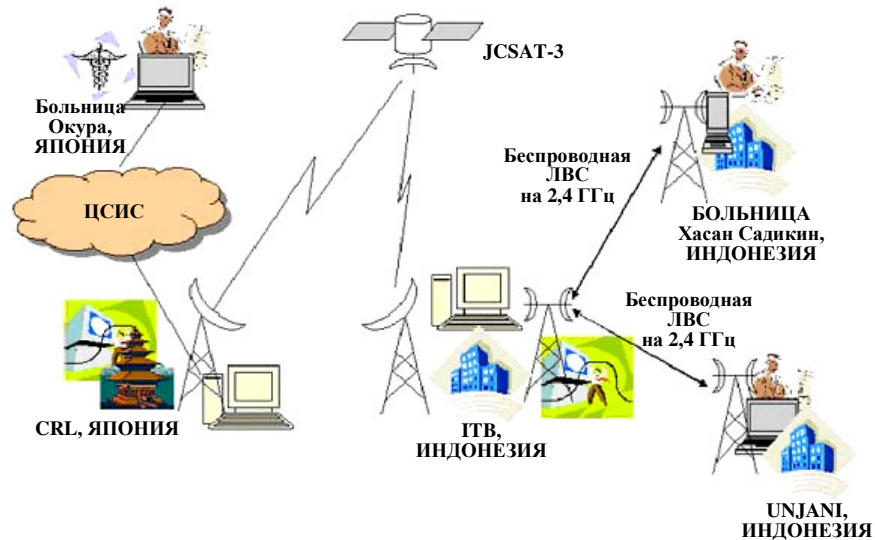 JCSAT-3
Больница
Окура,
ЯПОНИЯ
ЦСИС
CRL, ЯПОНИЯ
ITB,
ИНДОНЕЗИЯ
Беспроводная
ЛВС
на 2,4 ГГц
БОЛЬНИЦА
Хасан Садикин,
ИНДОНЕЗИЯ
Беспроводная
ЛВС
на 2,4 ГГц
UNJANI,
ИНДОНЕЗИЯ